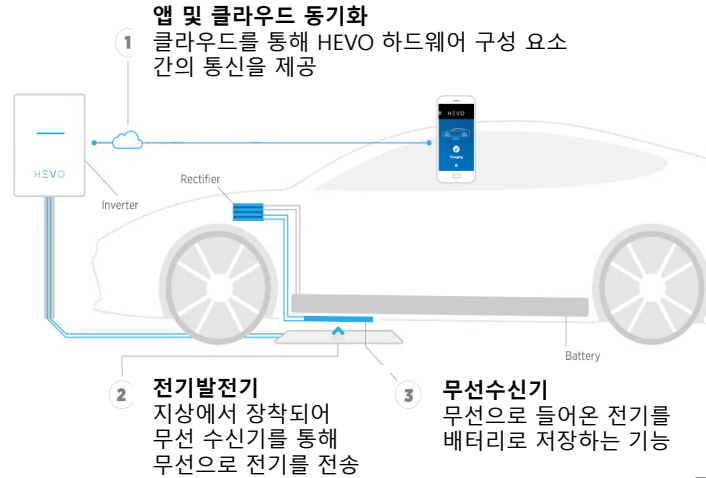 앱 및 클라우드 동기화
1
클라우드를 통해 HEVO 하드웨어 구성 요소
간의 통신을 제공
HEVO
HEVO
Charging
Rectifier
Inverter
Battery
2
전기발전기
지상에서 장착되어
무선 수신기를 통해
무선으로 전기를 전송
3
무선수신기
무선으로 들어온 전기를
배터리로 저장하는 기능